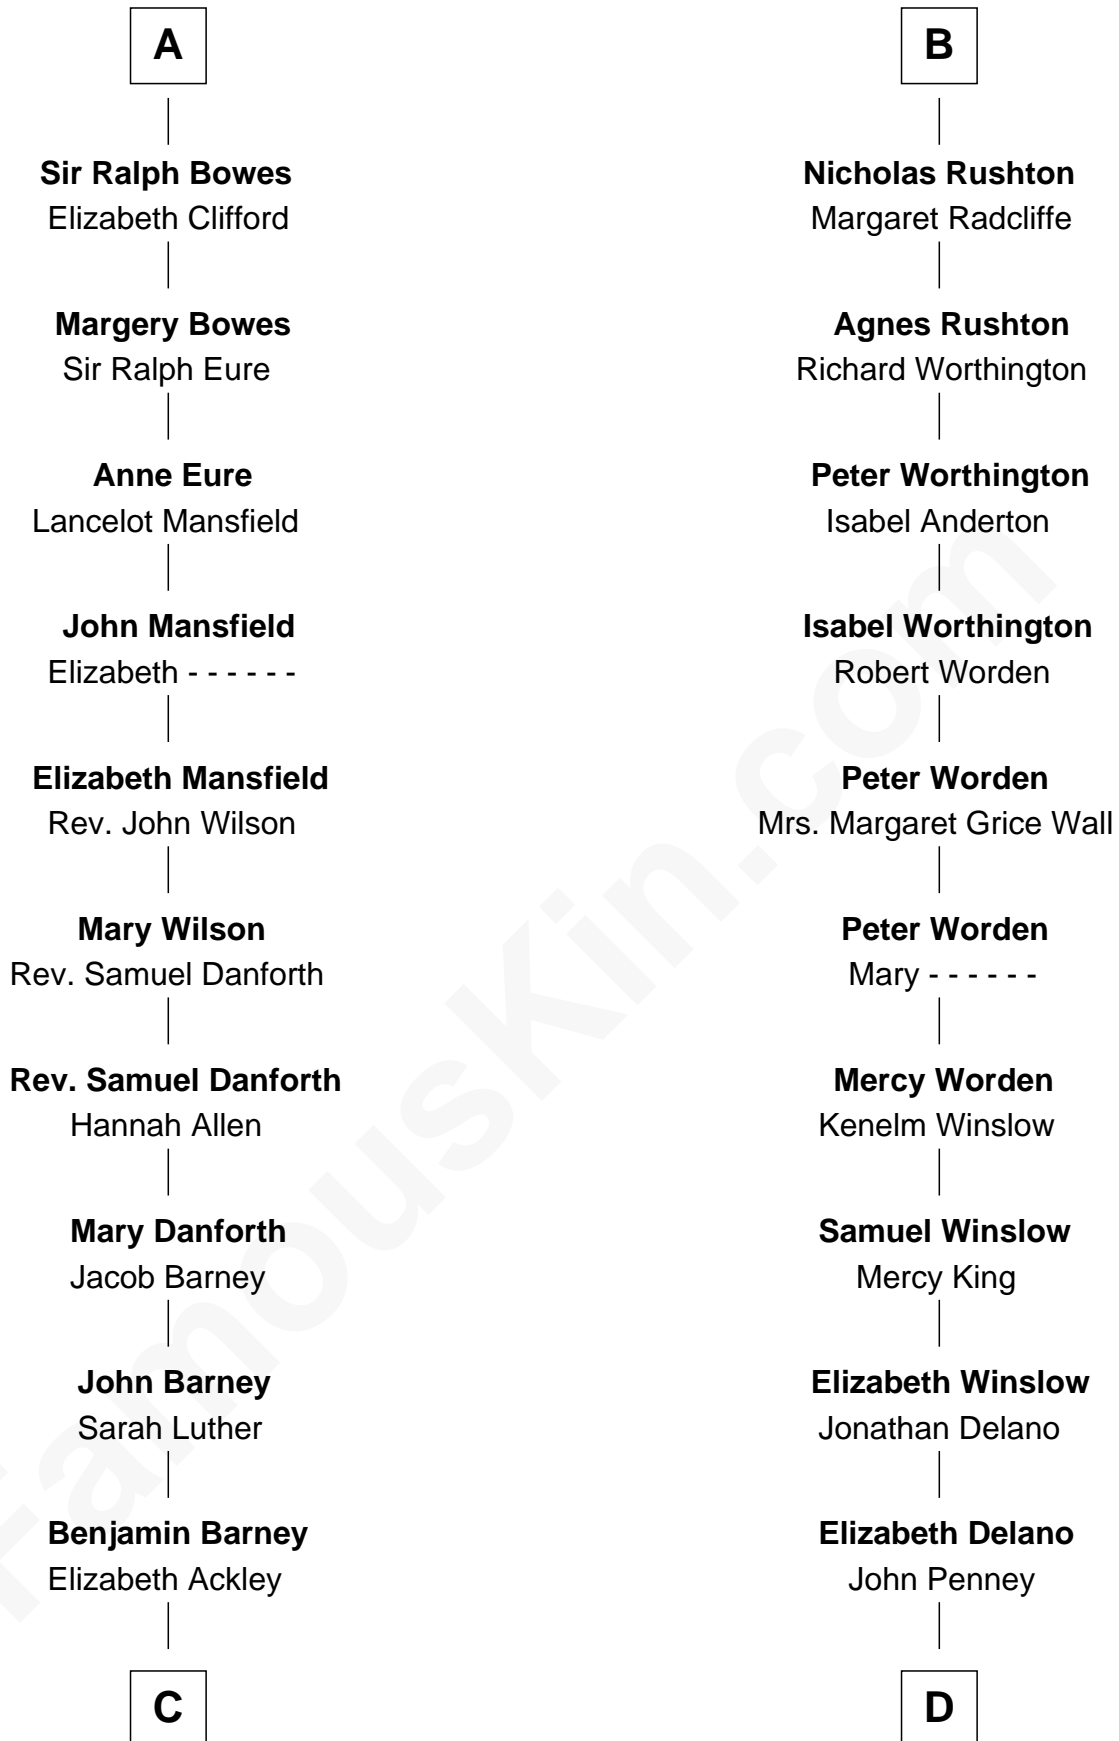 A
Sir Ralph Bowes
Elizabeth Clifford
Margery Bowes
Sir Ralph Eure
Anne Eure
Lancelot Mansfield
John Mansfield
Elizabeth - - - - - -
Elizabeth Mansfield
Rev. John Wilson
Mary Wilson
Rev. Samuel Danforth
Rev. Samuel Danforth
Hannah Allen
Mary Danforth
Jacob Barney
John Barney
Sarah Luther
Benjamin Barney
Elizabeth Ackley
C
B
Nicholas Rushton
Margaret Radcliffe
Agnes Rushton
Richard Worthington
Peter Worthington
Isabel Anderton
Isabel Worthington
Robert Worden
Peter Worden
Mrs. Margaret Grice Wall
Peter Worden
Mary - - - - - -
Mercy Worden
Kenelm Winslow
Samuel Winslow
Mercy King
Elizabeth Winslow
Jonathan Delano
Elizabeth Delano
John Penney
D
FamousKin.com